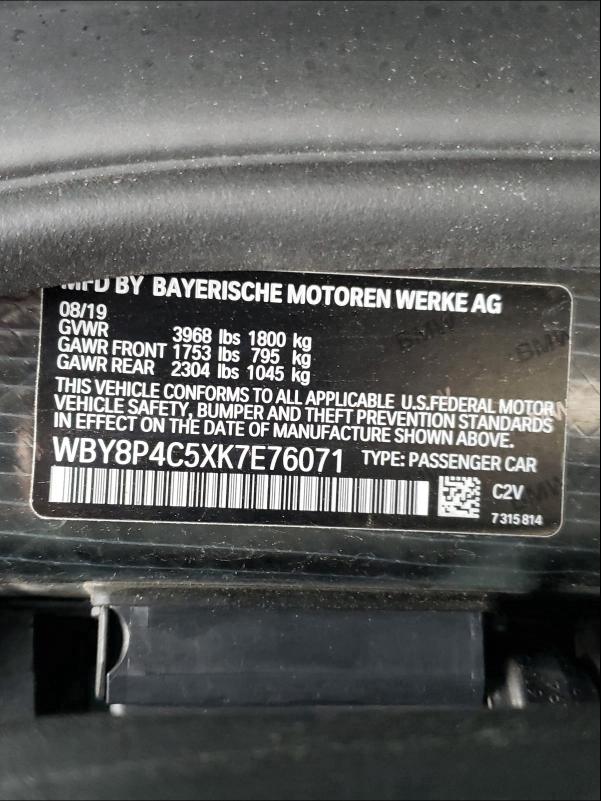 MFD BY BAYERISCHE MOTOREN WERKE AG
08/19
GVWR 3968 lbs 1800 kg
GAWR FRONT 1753 lbs 795 kg
GAWR REAR 2304 lbs 1045 kg
THIS VEHICLE CONFORMS TO ALL APPLICABLE U.S.FEDERAL MOTOR
VEHICLE SAFETY, BUMPER AND THEFT PREVENTION STANDARDS
IN EFFECT ON THE DATE OF MANUFACTURE SHOWN ABOVE.
WBY8P4C5XK7E76071 TYPE: PASSENGER CAR
C2V
7 315 814
BMW
BMW